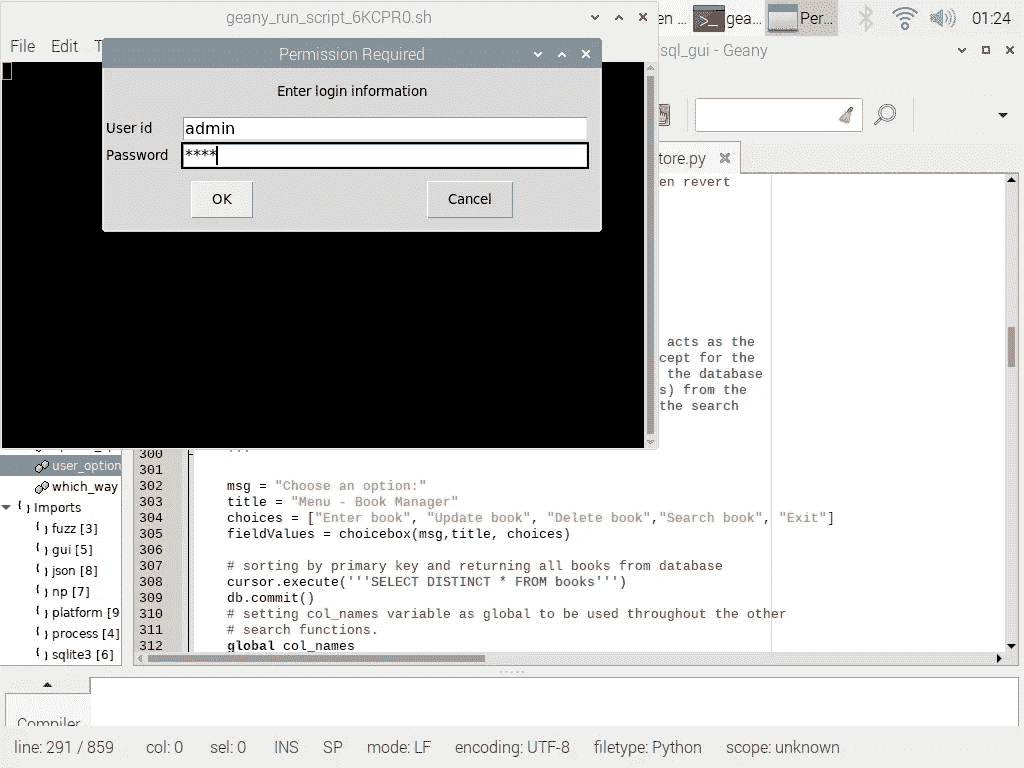 geany_run_script_6KCPR0.sh
en ...
gea...
Per...
01:24
File Edit T
sql_gui - Geany
Permission Required
Enter login information
User id admin
Password ****
OK Cancel
tore.py
en revert
acts as the
cept for the
the database
s) from the
the search
300 '''
301
user_option
302 msg = "Choose an option:"
which_way
303 title = "Menu - Book Manager"
Imports
304 choices = ["Enter book", "Update book", "Delete book","Search book", "Exit"]
fuzz [3]
305 fieldValues = choicebox(msg,title, choices)
gui [5]
306
json [8]
307 # sorting by primary key and returning all books from database
308 cursor.execute('''SELECT DISTINCT * FROM books''')
np [7]
309 db.commit()
platform [9
310 # setting col_names variable as global to be used throughout the other
process [4]
311 # search functions.
sqlite3 [6]
312 global col_names
Compiler
line: 291 / 859 col: 0 sel: 0 INS SP mode: LF encoding: UTF-8 filetype: Python scope: unknown